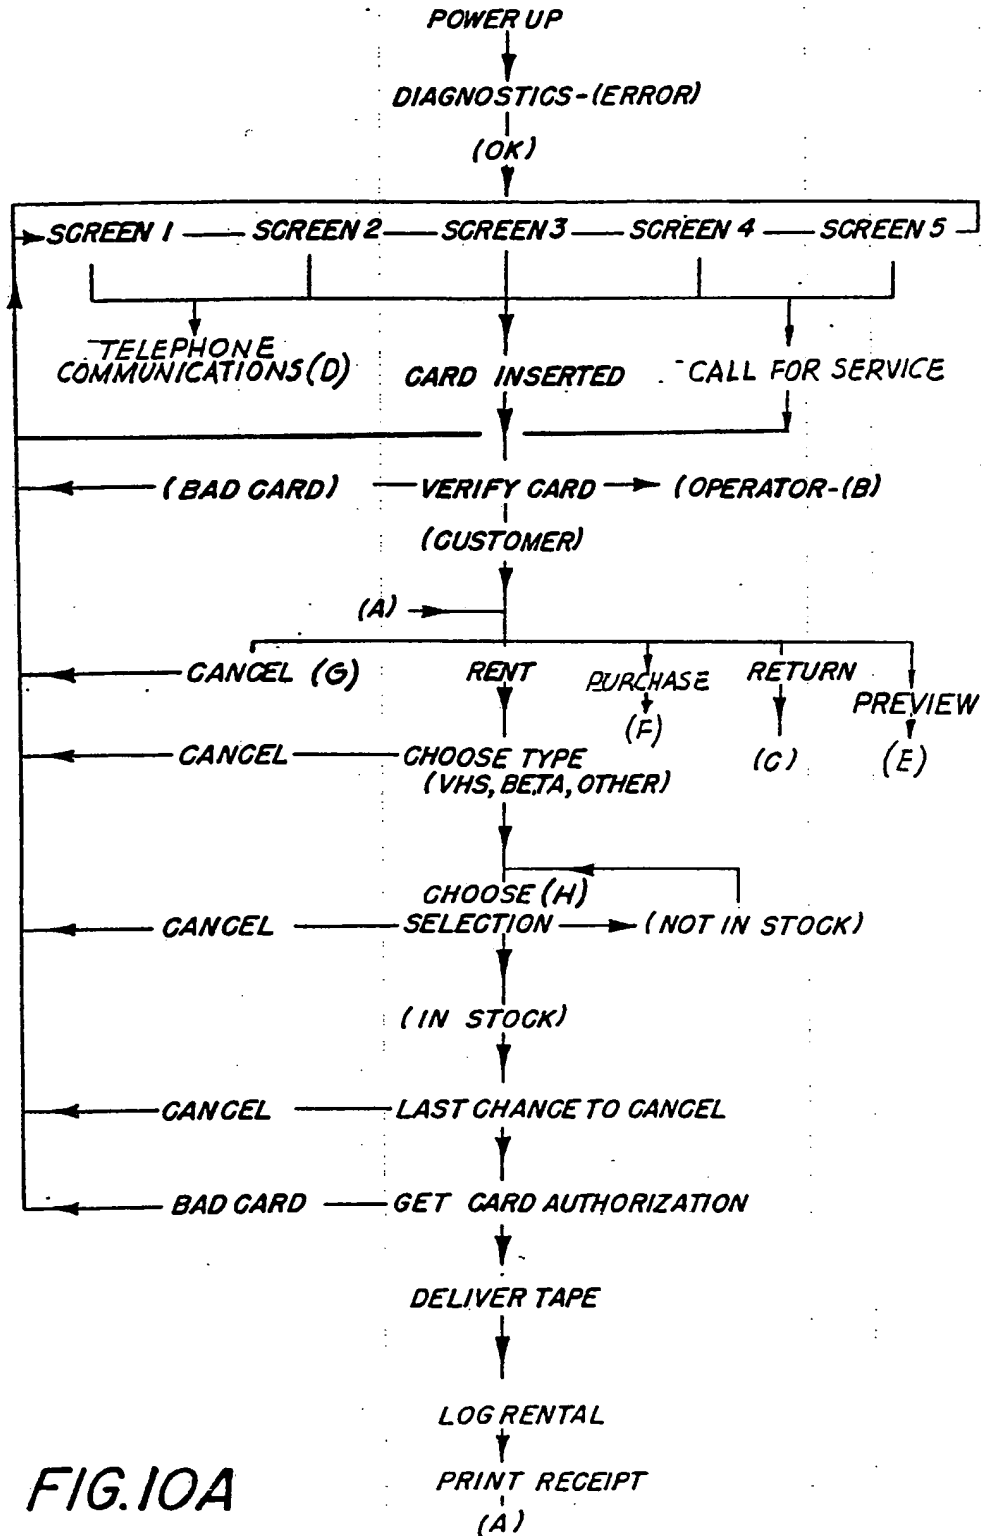 POWER UP
DIAGNOSTICS-(ERROR)
(OK)
SCREEN 1 SCREEN 2 SCREEN 3 SCREEN 4 SCREEN 5
TELEPHONE
COMMUNICATIONS (D)
CARD INSERTED
CALL FOR SERVICE
(BAD CARD) VERIFY CARD (OPERATOR-(B)
(CUSTOMER)
(A)
CANCEL (G) RENT PURCHASE RETURN
PREVIEW
(F)
(C) (E)
CANCEL CHOOSE TYPE
(VHS, BETA, OTHER)
CHOOSE (H)
CANCEL SELECTION (NOT IN STOCK)
(IN STOCK)
CANCEL LAST CHANCE TO CANCEL
BAD CARD GET CARD AUTHORIZATION
DELIVER TAPE
LOG RENTAL
PRINT RECEIPT
(A)
FIG. 10A